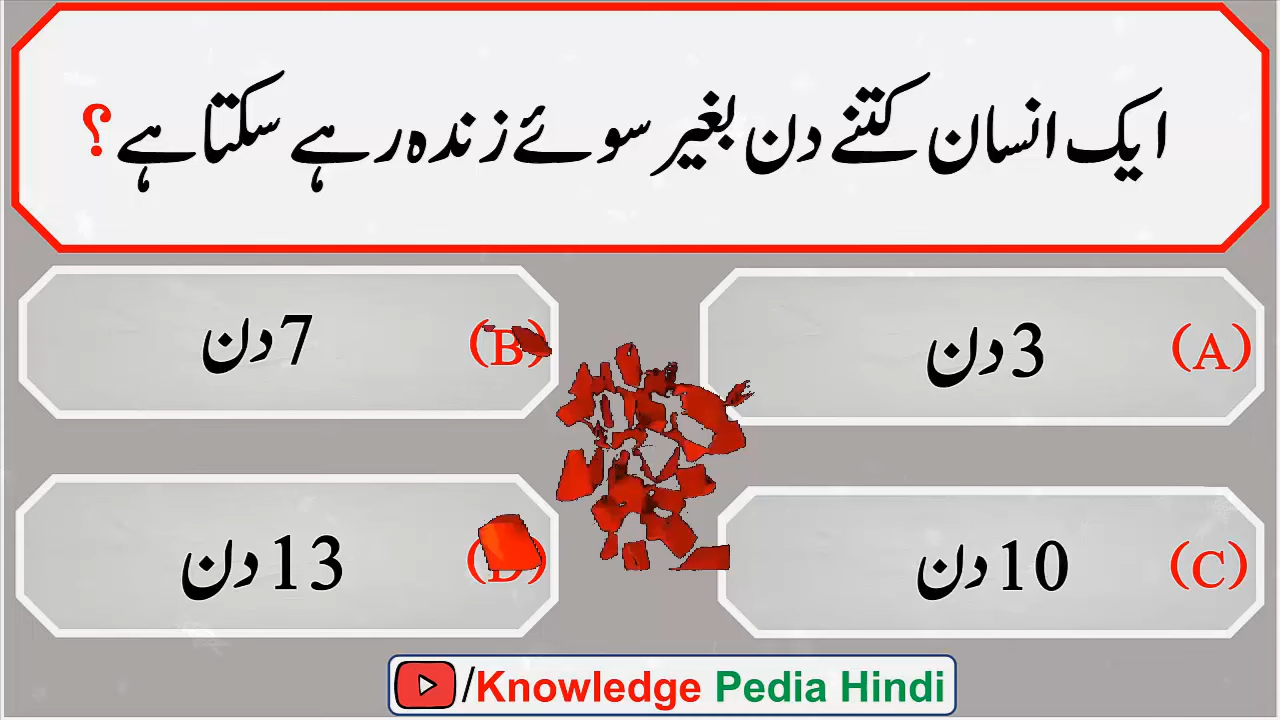 ایک انسان کتنے دن بغیر سوئے زندہ رہے سکتا ہے؟
(A) 3 دن
(B) 7 دن
(C) 10 دن
(D) 13 دن
/Knowledge Pedia Hindi